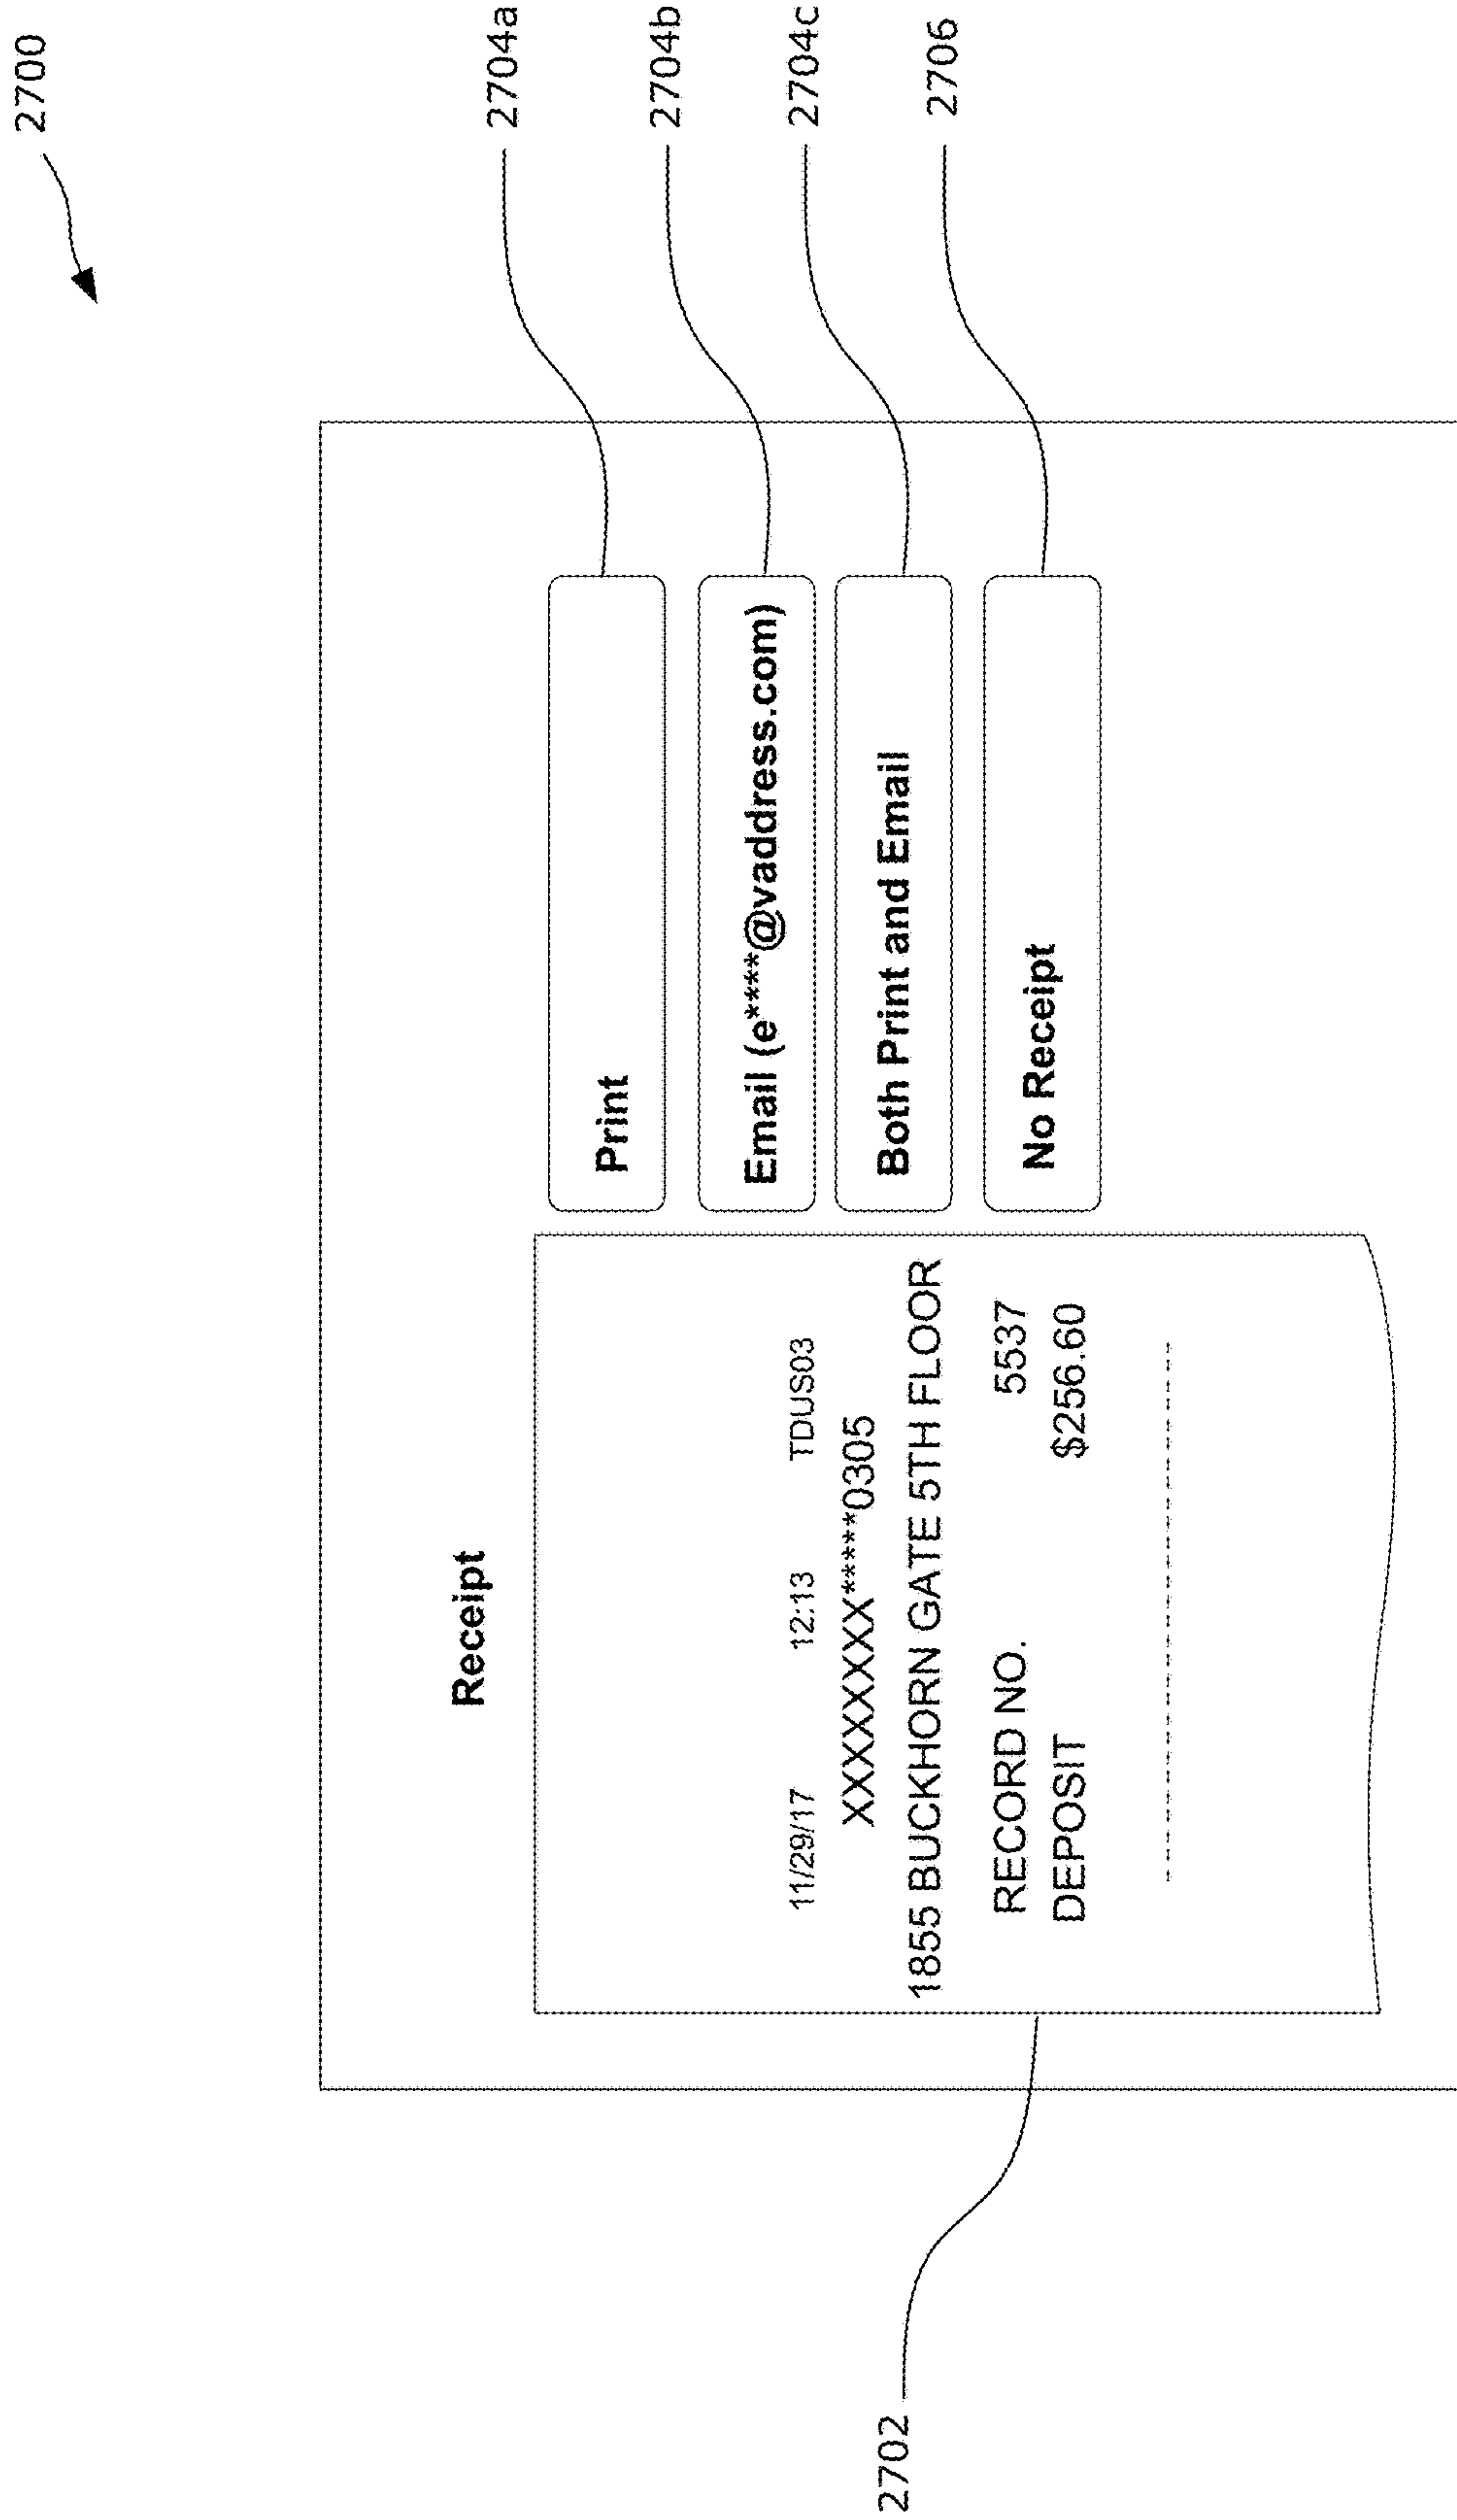 2700
Receipt
2704a
Print
2704b
Email (e****@vaddress.com)
2704c
Both Print and Email
2706
No Receipt
11/29/17 12:13 TDUS03
XXXXXXXX*****0305
1855 BUCKHORN GATE 5TH FLOOR
RECORD NO. 5537
DEPOSIT $256.60
2702